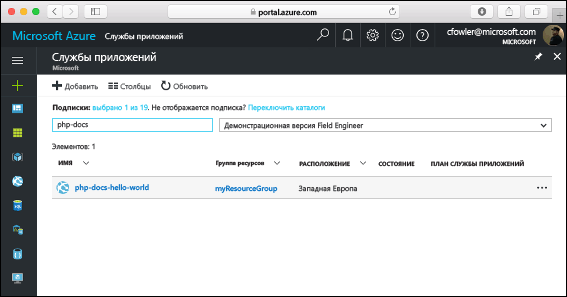 portal.azure.com
Microsoft Azure Службы приложений
cfowler@microsoft.com
MICROSOFT
Службы приложений
Microsoft
Добавить Столбцы Обновить
Подписки: выбрано 1 из 19. Не отображается подписка? Переключить каталоги
php-docs Демонстрационная версия Field Engineer
Элементов: 1
ИМЯ Группа ресурсов РАСПОЛОЖЕНИЕ СОСТОЯНИЕ ПЛАН СЛУЖБЫ ПРИЛОЖЕНИЙ
php-docs-hello-world myResourceGroup Западная Европа